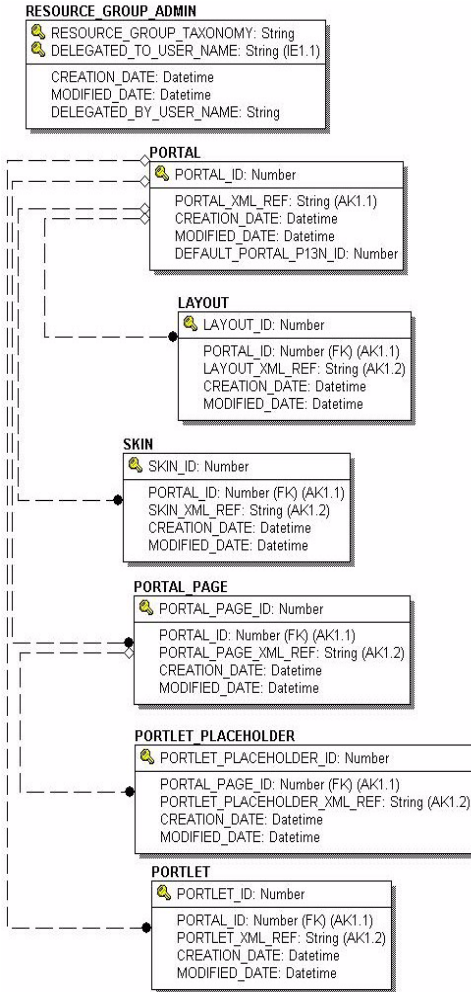 RESOURCE_GROUP_ADMIN
RESOURCE_GROUP_TAXONOMY: String
DELEGATED_TO_USER_NAME: String (IE1.1)
CREATION_DATE: Datetime
MODIFIED_DATE: Datetime
DELEGATED_BY_USER_NAME: String
PORTAL
PORTAL_ID: Number
PORTAL_XML_REF: String (AK1.1)
CREATION_DATE: Datetime
MODIFIED_DATE: Datetime
DEFAULT_PORTAL_P13N_ID: Number
LAYOUT
LAYOUT_ID: Number
PORTAL_ID: Number (FK) (AK1.1)
LAYOUT_XML_REF: String (AK1.2)
CREATION_DATE: Datetime
MODIFIED_DATE: Datetime
SKIN
SKIN_ID: Number
PORTAL_ID: Number (FK) (AK1.1)
SKIN_XML_REF: String (AK1.2)
CREATION_DATE: Datetime
MODIFIED_DATE: Datetime
PORTAL_PAGE
PORTAL_PAGE_ID: Number
PORTAL_ID: Number (FK) (AK1.1)
PORTAL_PAGE_XML_REF: String (AK1.2)
CREATION_DATE: Datetime
MODIFIED_DATE: Datetime
PORTLET_PLACEHOLDER
PORTLET_PLACEHOLDER_ID: Number
PORTAL_PAGE_ID: Number (FK) (AK1.1)
PORTLET_PLACEHOLDER_XML_REF: String (AK1.2)
CREATION_DATE: Datetime
MODIFIED_DATE: Datetime
PORTLET
PORTLET_ID: Number
PORTAL_ID: Number (FK) (AK1.1)
PORTLET_XML_REF: String (AK1.2)
CREATION_DATE: Datetime
MODIFIED_DATE: Datetime